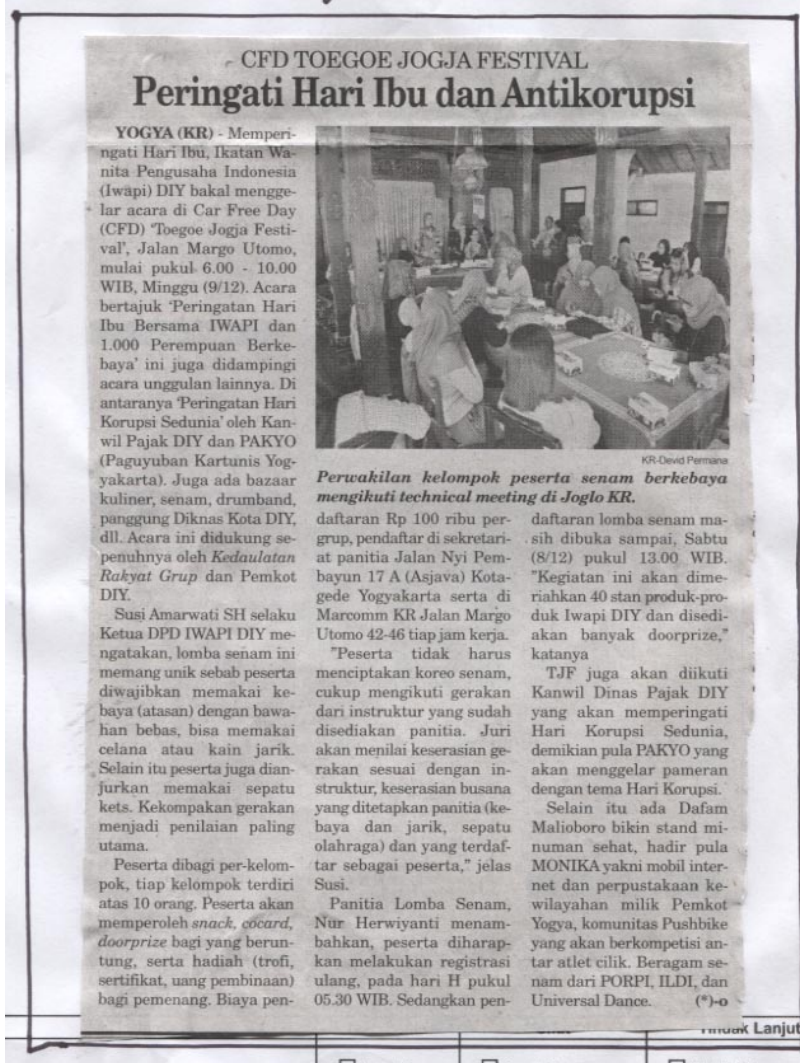 CFD TOEGOE JOGJA FESTIVAL
Peringati Hari Ibu dan Antikorupsi
YOGYA (KR) - Memperi-
ngati Hari Ibu, Ikatan Wa-
nita Pengusaha Indonesia
(Iwapi) DIY bakal mengge-
lar acara di Car Free Day
(CFD) 'Toegoe Jogja Festi-
val', Jalan Margo Utomo,
mulai pukul 6.00 - 10.00
WIB, Minggu (9/12). Acara
bertajuk 'Peringatan Hari
Ibu Bersama IWAPI dan
1.000 Perempuan Berke-
baya' ini juga didampingi
acara unggulan lainnya. Di
antaranya 'Peringatan Hari
Korupsi Sedunia' oleh Kan-
wil Pajak DIY dan PAKYO
(Paguyuban Kartunis Yog-
yakarta). Juga ada bazaar
kuliner, senam, drumband,
panggung Diknas Kota DIY,
dll. Acara ini didukung se-
penuhnya oleh Kedaulatan
Rakyat Grup dan Pemkot
DIY.
Susi Amarwati SH selaku
Ketua DPD IWAPI DIY me-
ngatakan, lomba senam ini
memang unik sebab peserta
diwajibkan memakai ke-
baya (atasan) dengan bawa-
han bebas, bisa memakai
celana atau kain jarik.
Selain itu peserta juga dian-
jurkan memakai sepatu
kets. Kekompakan gerakan
menjadi penilaian paling
utama.
Peserta dibagi per-kelom-
pok, tiap kelompok terdiri
atas 10 orang. Peserta akan
memperoleh snack, cocard,
doorprize bagi yang berun-
tung, serta hadiah (trofi,
sertifikat, uang pembinaan)
bagi pemenang. Biaya pen-
KR-Devid Permana
Perwakilan kelompok peserta senam berkebaya
mengikuti technical meeting di Joglo KR.
daftaran Rp 100 ribu per-
grup, pendaftar di sekretari-
at panitia Jalan Nyi Pem-
bayun 17 A (Asjava) Kota-
gede Yogyakarta serta di
Marcomm KR Jalan Margo
Utomo 42-46 tiap jam kerja.
"Peserta tidak harus
menciptakan koreo senam,
cukup mengikuti gerakan
dari instruktur yang sudah
disediakan panitia. Juri
akan menilai keserasian ge-
rakan sesuai dengan in-
struktur, keserasian busana
yang ditetapkan panitia (ke-
baya dan jarik, sepatu
olahraga) dan yang terdaf-
tar sebagai peserta," jelas
Susi.
Panitia Lomba Senam,
Nur Herwiyanti menam-
bahkan, peserta diharap-
kan melakukan registrasi
ulang, pada hari H pukul
05.30 WIB. Sedangkan pen-
daftaran lomba senam ma-
sih dibuka sampai, Sabtu
(8/12) pukul 13.00 WIB.
"Kegiatan ini akan dime-
riahkan 40 stan produk-pro-
duk Iwapi DIY dan disedi-
akan banyak doorprize,"
katanya
TJF juga akan diikuti
Kanwil Dinas Pajak DIY
yang akan memperingati
Hari Korupsi Sedunia,
demikian pula PAKYO yang
akan menggelar pameran
dengan tema Hari Korupsi.
Selain itu ada Dafam
Malioboro bikin stand mi-
numan sehat, hadir pula
MONIKA yakni mobil inter-
net dan perpustakaan ke-
wilayahan milik Pemkot
Yogya, komunitas Pushbike
yang akan berkompetisi an-
tar atlet cilik. Beragam se-
nam dari PORPI, ILDI, dan
Universal Dance. (*)-o
Lanjut